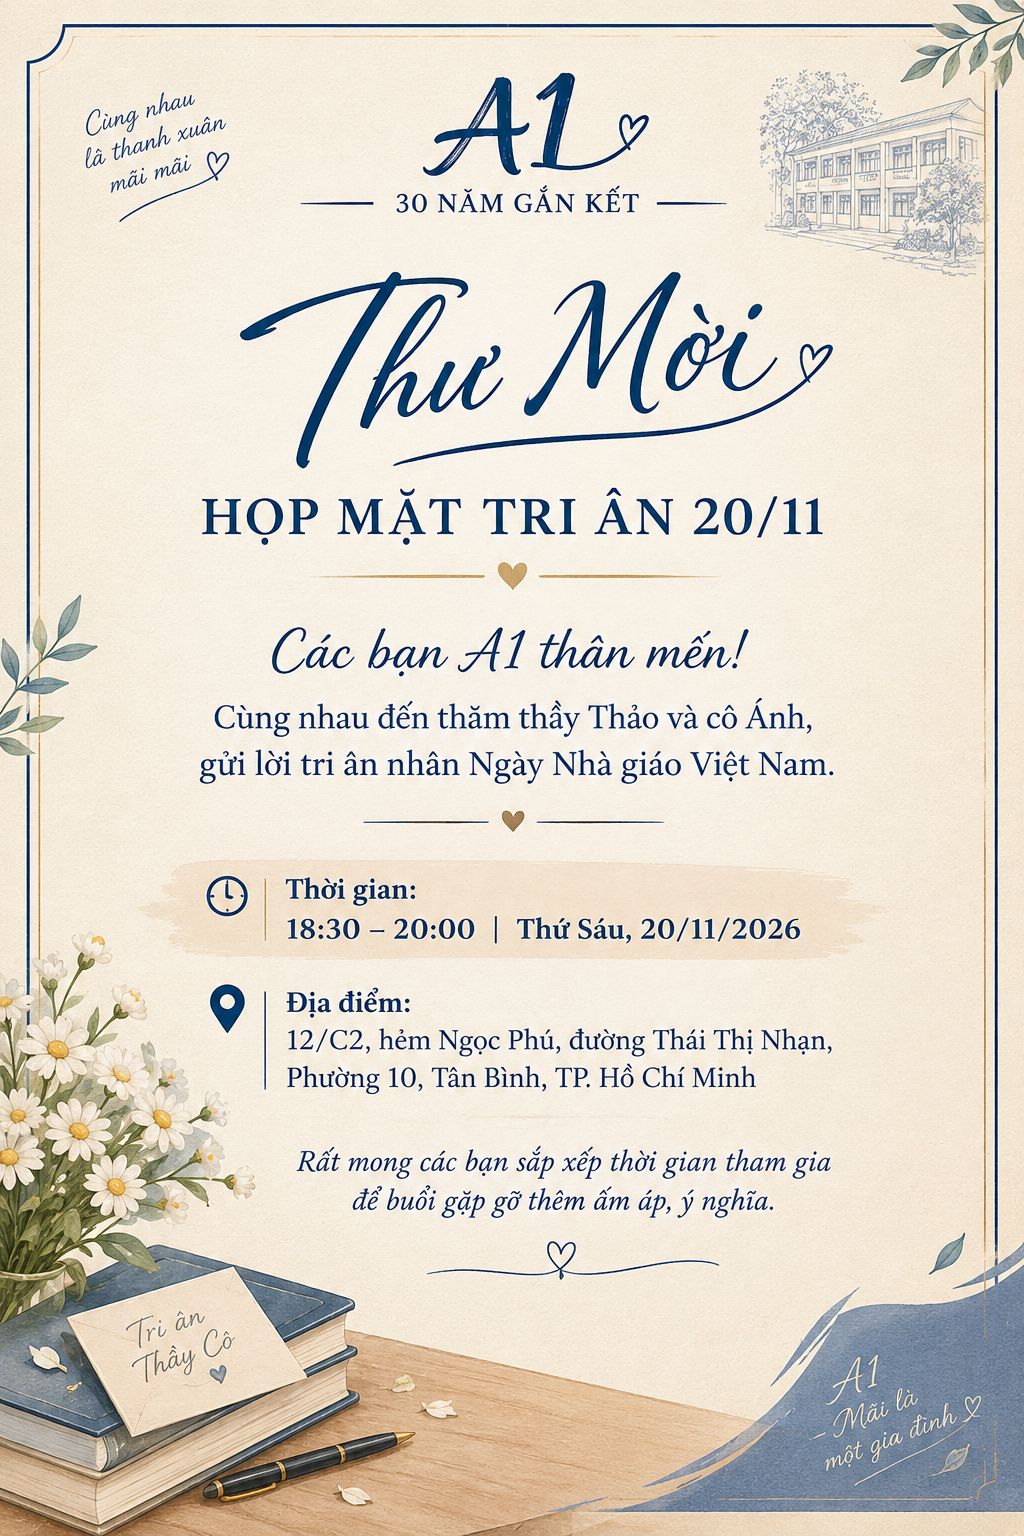 Cùng nhau
là thanh xuân
mãi mãi
A1
30 NĂM GẮN KẾT
Thư Mời
HỌP MẶT TRI ÂN 20/11
Các bạn A1 thân mến!
Cùng nhau đến thăm thầy Thảo và cô Ánh,
gửi lời tri ân nhân Ngày Nhà giáo Việt Nam.
Thời gian:
18:30 – 20:00 | Thứ Sáu, 20/11/2026
Địa điểm:
12/C2, hẻm Ngọc Phú, đường Thái Thị Nhạn,
Phường 10, Tân Bình, TP. Hồ Chí Minh
Rất mong các bạn sắp xếp thời gian tham gia
để buổi gặp gỡ thêm ấm áp, ý nghĩa.
Tri ân
Thầy Cô
A1
- Mãi là
một gia đình